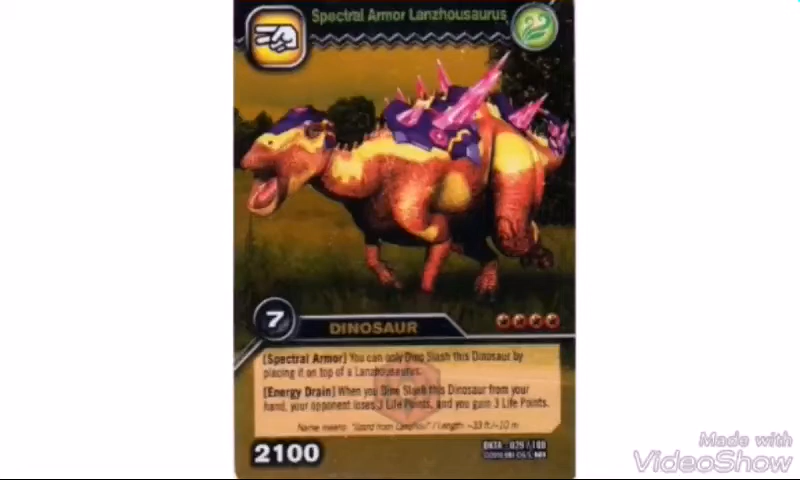 Spectral Armor Lanzhousaurus
7
DINOSAUR
[Spectral Armor] You can only Dino Slash this Dinosaur by
placing it on top of a Lanzhousaurus.
[Energy Drain] When you Dino Slash this Dinosaur from your
hand, your opponent loses 3 Life Points, and you gain 3 Life Points.
Name means: "lizard from Lanzhou" / Length: ~33 ft/~10 m
2100
DKTA - 029 / 100
Made with
VideoShow